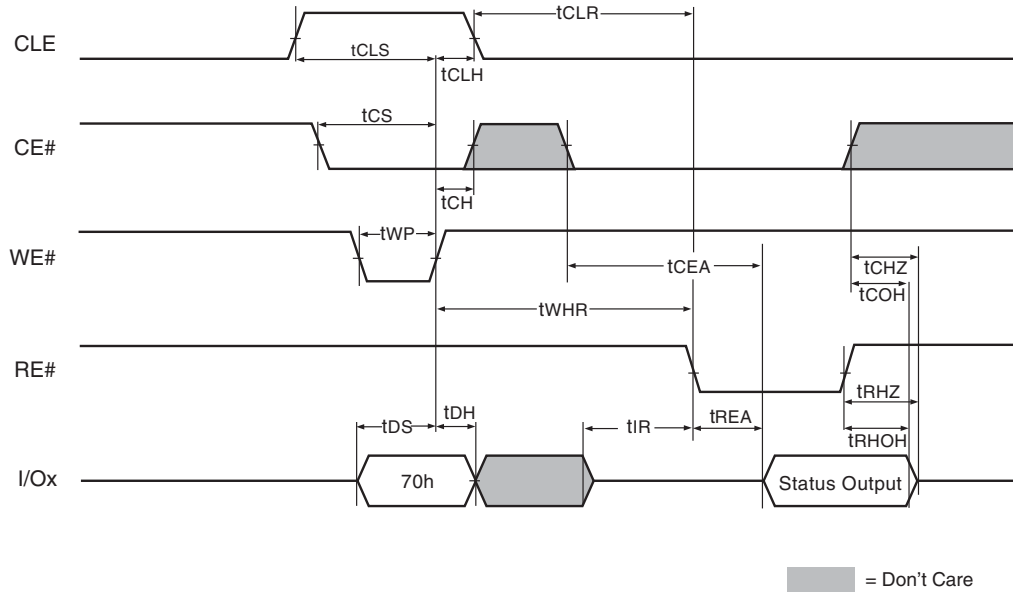 tCLR
CLE
tCLS
tCLH
tCS
CE#
tCH
tWP
WE#
tCEA
tCHZ
tCOH
tWHR
RE#
tRHZ
tDH
tDS
tIR
tREA
tRHOH
I/Ox
70h
Status Output
= Don't Care